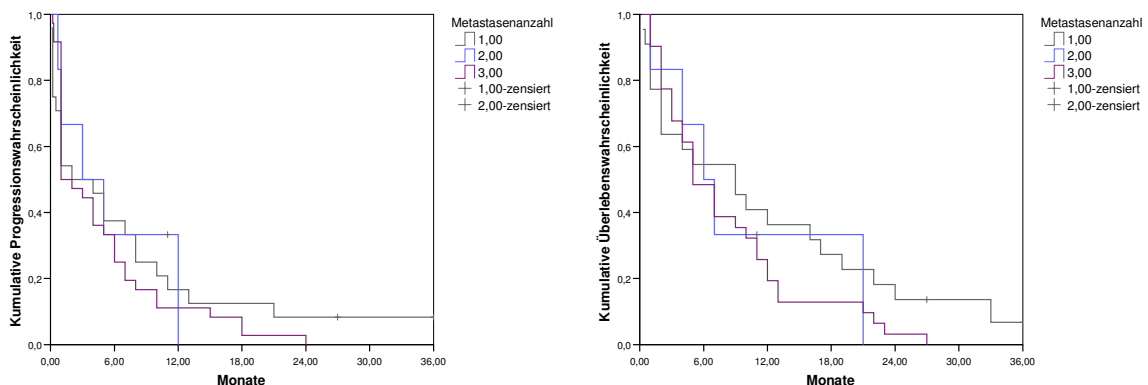 Kumulative Progressionswahrscheinlichkeit
1,0
0,8
0,6
0,4
0,2
0,0
0,00 6,00 12,00 18,00 24,00 30,00 36,00
Monate
Metastasenanzahl
1,00
2,00
3,00
1,00-zensiert
2,00-zensiert
Kumulative Überlebenswahrscheinlichkeit
1,0
0,8
0,6
0,4
0,2
0,0
0,00 6,00 12,00 18,00 24,00 30,00 36,00
Monate
Metastasenanzahl
1,00
2,00
3,00
1,00-zensiert
2,00-zensiert